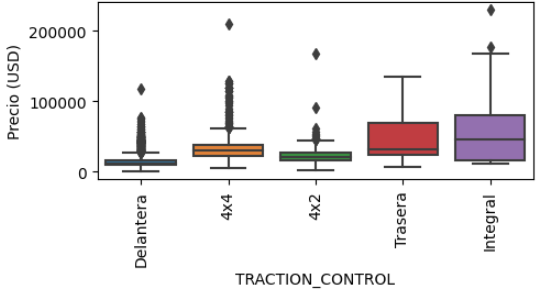 200000
100000
0
Precio (USD)
Delantera
4x4
4x2
Trasera
Integral
TRACTION_CONTROL